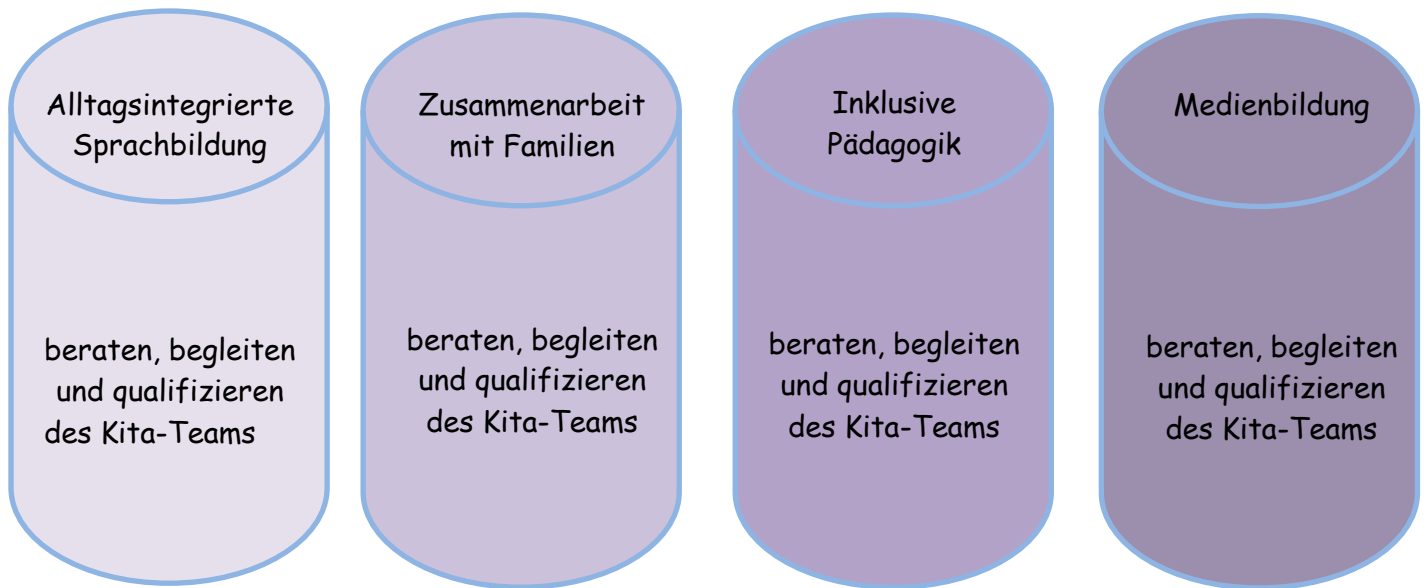 Alltagsintegrierte
Sprachbildung
beraten, begleiten
und qualifizieren
des Kita-Teams
Zusammenarbeit
mit Familien
beraten, begleiten
und qualifizieren
des Kita-Teams
Inklusive
Pädagogik
beraten, begleiten
und qualifizieren
des Kita-Teams
Medienbildung
beraten, begleiten
und qualifizieren
des Kita-Teams